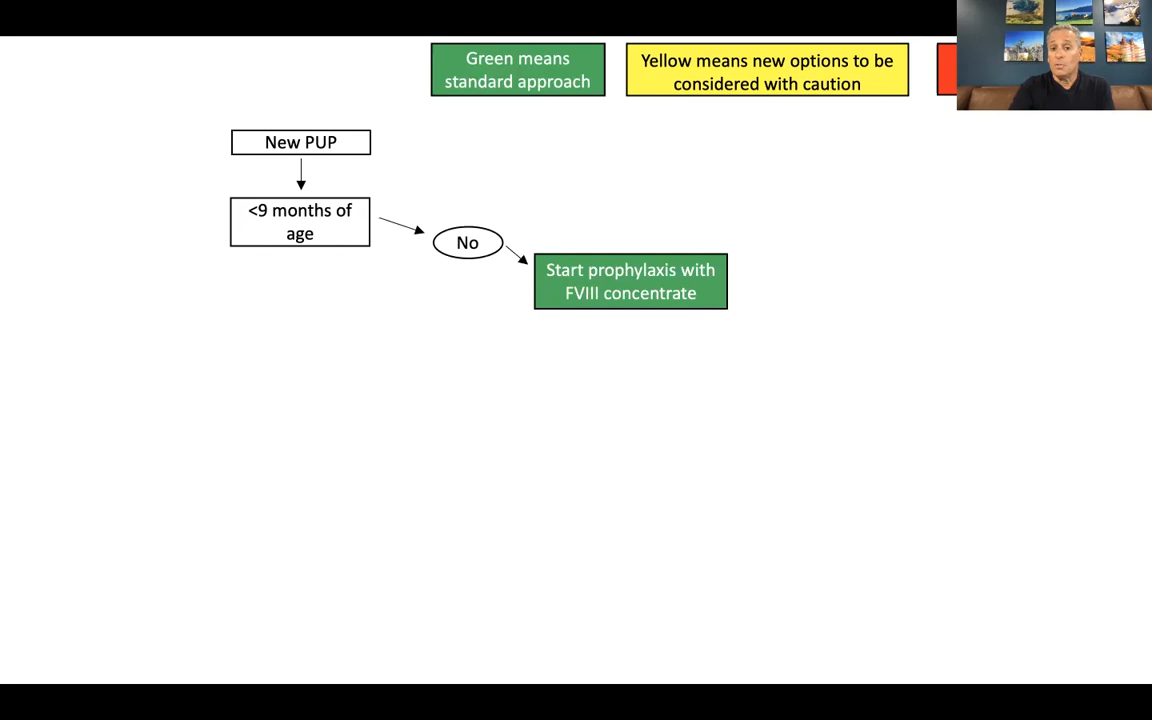 Green means
standard approach
Yellow means new options to be
considered with caution
New PUP
<9 months of
age
No
Start prophylaxis with
FVIII concentrate